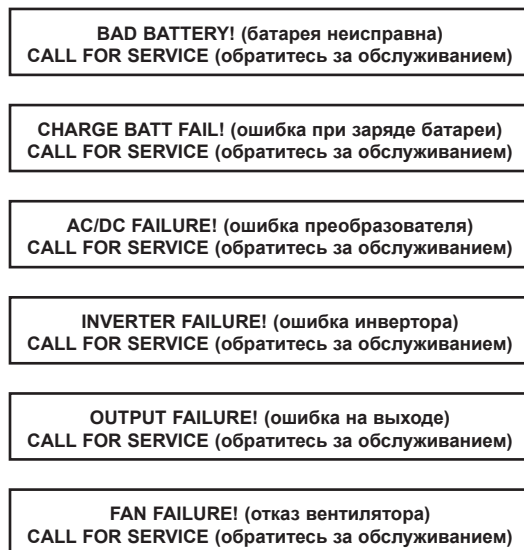 BAD BATTERY! (батарея неисправна)
CALL FOR SERVICE (обратитесь за обслуживанием)
CHARGE BATT FAIL! (ошибка при заряде батареи)
CALL FOR SERVICE (обратитесь за обслуживанием)
AC/DC FAILURE! (ошибка преобразователя)
CALL FOR SERVICE (обратитесь за обслуживанием)
INVERTER FAILURE! (ошибка инвертора)
CALL FOR SERVICE (обратитесь за обслуживанием)
OUTPUT FAILURE! (ошибка на выходе)
CALL FOR SERVICE (обратитесь за обслуживанием)
FAN FAILURE! (отказ вентилятора)
CALL FOR SERVICE (обратитесь за обслуживанием)